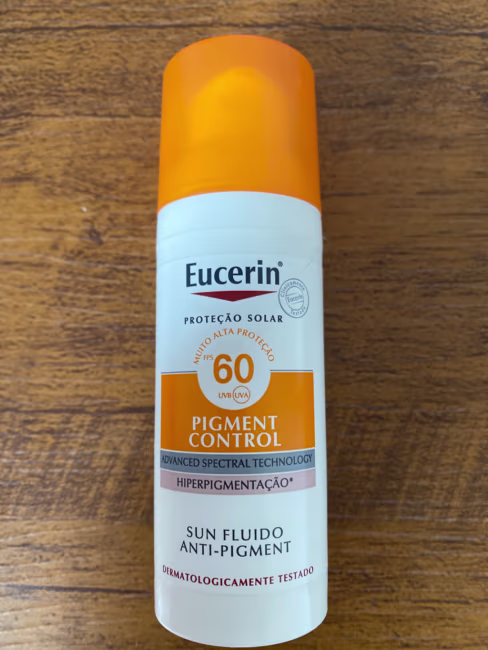 Eucerin®
Eucerin
PROTEÇÃO SOLAR
MUITO ALTA PROTEÇÃO
FPS
60
UVB UVA
PIGMENT
CONTROL
ADVANCED SPECTRAL TECHNOLOGY
HIPERPIGMENTAÇÃO*
SUN FLUIDO
ANTI-PIGMENT
DERMATOLOGICAMENTE TESTADO